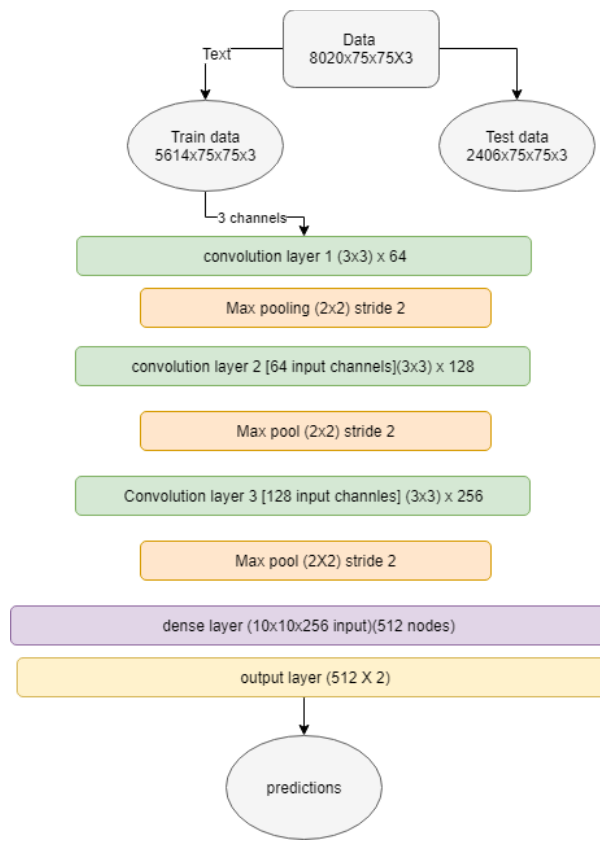 Data
8020x75x75X3
Text
Train data
5614x75x75x3
Test data
2406x75x75x3
3 channels
convolution layer 1 (3x3) x 64
Max pooling (2x2) stride 2
convolution layer 2 [64 input channels](3x3) x 128
Max pool (2x2) stride 2
Convolution layer 3 [128 input channles] (3x3) x 256
Max pool (2X2) stride 2
dense layer (10x10x256 input)(512 nodes)
output layer (512 X 2)
predictions